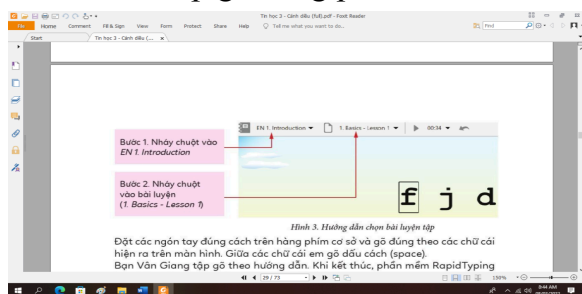 Tin học 3 - Cánh diều (full).pdf - Foxit Reader
File Home Comment Fill & Sign View Form Protect Share Help Tell me what you want to do... Find
Start Tin học 3 - Cánh diều (... x
EN 1. Introduction 1. Basics - Lesson 1 00:34
Bước 1. Nháy chuột vào
EN 1. Introduction
Bước 2. Nháy chuột
vào bài luyện
(1. Basics - Lesson 1)
f j d
Hình 3. Hướng dẫn chọn bài luyện tập
Đặt các ngón tay đúng cách trên hàng phím cơ sở và gõ đúng theo các chữ cái
hiện ra trên màn hình. Giữa các chữ cái em gõ dấu cách (space).
Bạn Vân Giang tập gõ theo hướng dẫn. Khi kết thúc, phần mềm RapidTyping
29 / 73 150%
9:44 AM